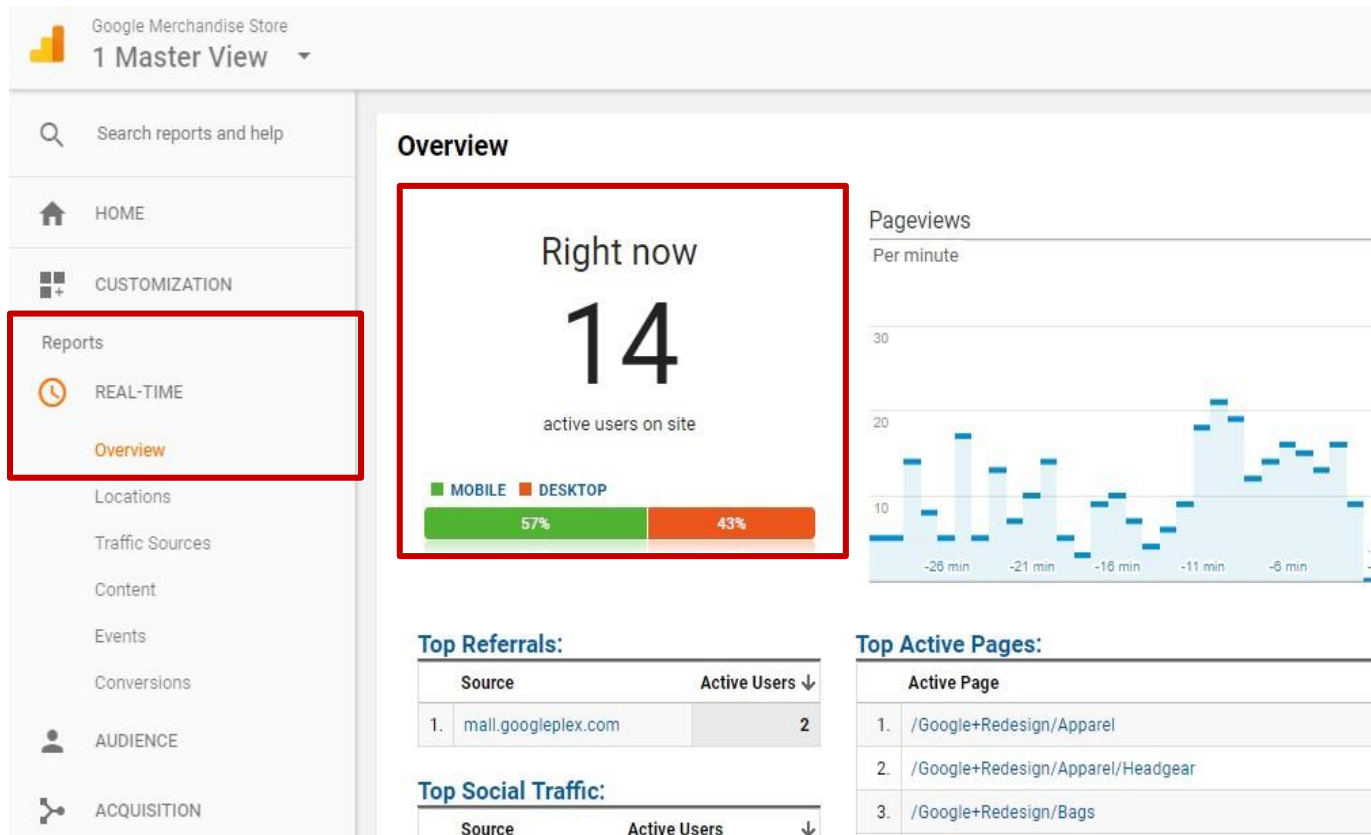 Google Merchandise Store
1 Master View
Search reports and help
HOME
CUSTOMIZATION
Reports
REAL-TIME
Overview
Locations
Traffic Sources
Content
Events
Conversions
AUDIENCE
ACQUISITION
Overview
Right now
14
active users on site
MOBILE DESKTOP
57% 43%
Pageviews
Per minute
30
20
10
-26 min -21 min -16 min -11 min -6 min
Top Referrals:
Source Active Users
1. mall.googleplex.com 2
Top Social Traffic:
Source Active Users
Top Active Pages:
Active Page
1. /Google+Redesign/Apparel
2. /Google+Redesign/Apparel/Headgear
3. /Google+Redesign/Bags